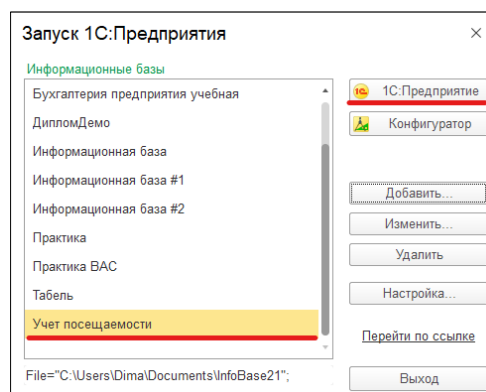 Запуск 1С:Предприятия
Информационные базы
Бухгалтерия предприятия учебная
ДипломДемо
Информационная база
Информационная база #1
Информационная база #2
Практика
Практика ВАС
Табель
Учет посещаемости
File="C:\Users\Dima\Documents\InfoBase21";
1С:Предприятие
Конфигуратор
Добавить...
Изменить...
Удалить
Настройка...
Перейти по ссылке
Выход